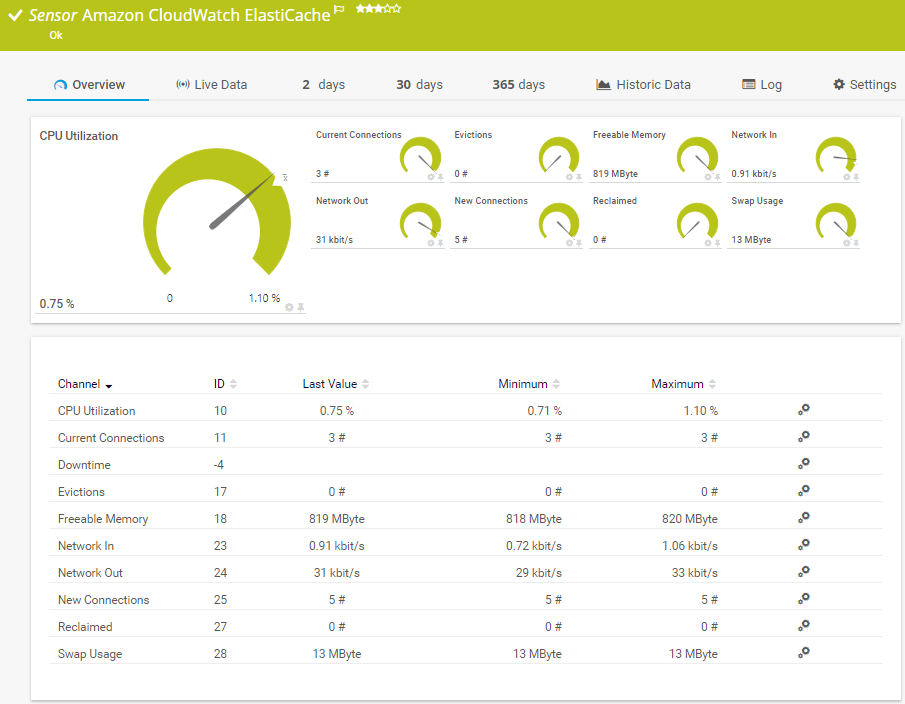 Sensor Amazon CloudWatch ElastiCache
Ok
Overview Live Data 2 days 30 days 365 days Historic Data Log Settings
CPU Utilization
x
0 1.10 %
0.75 %
Current Connections Evictions Freeable Memory Network In
3 # 0 # 819 MByte 0.91 kbit/s
Network Out New Connections Reclaimed Swap Usage
31 kbit/s 5 # 0 # 13 MByte
Channel ID Last Value Minimum Maximum
CPU Utilization 10 0.75 % 0.71 % 1.10 %
Current Connections 11 3 # 3 # 3 #
Downtime -4
Evictions 17 0 # 0 # 0 #
Freeable Memory 18 819 MByte 818 MByte 820 MByte
Network In 23 0.91 kbit/s 0.72 kbit/s 1.06 kbit/s
Network Out 24 31 kbit/s 29 kbit/s 33 kbit/s
New Connections 25 5 # 5 # 5 #
Reclaimed 27 0 # 0 # 0 #
Swap Usage 28 13 MByte 13 MByte 13 MByte